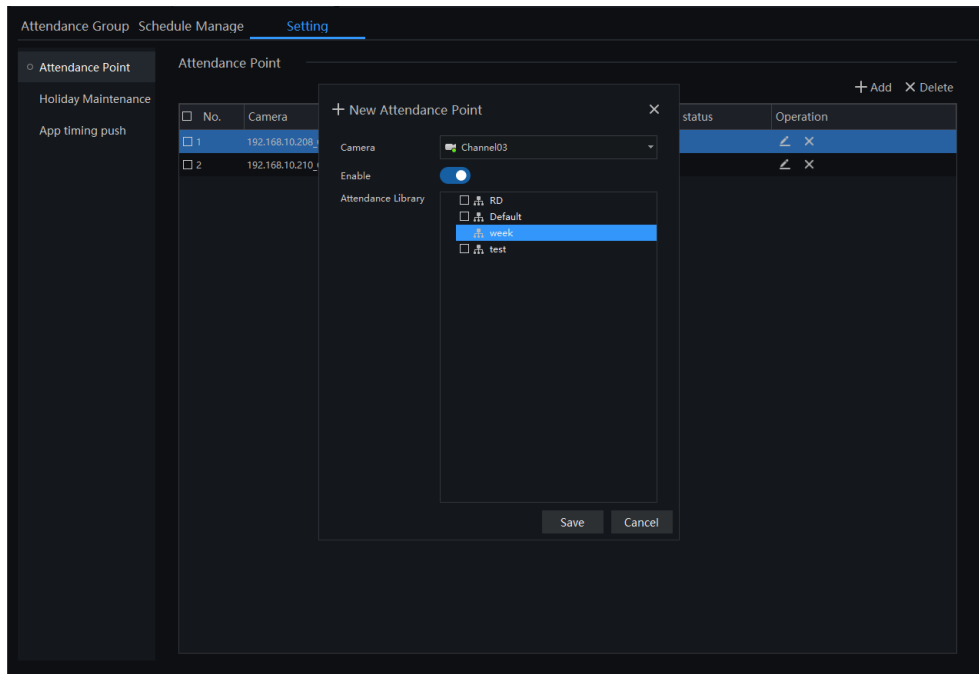 Attendance Group Schedule Manage Setting
Attendance Point
Holiday Maintenance
App timing push
Attendance Point
Add Delete
No. Camera status Operation
1 192.168.10.208_
2 192.168.10.210_
New Attendance Point
Camera Channel03
Enable
Attendance Library
RD
Default
week
test
Save Cancel